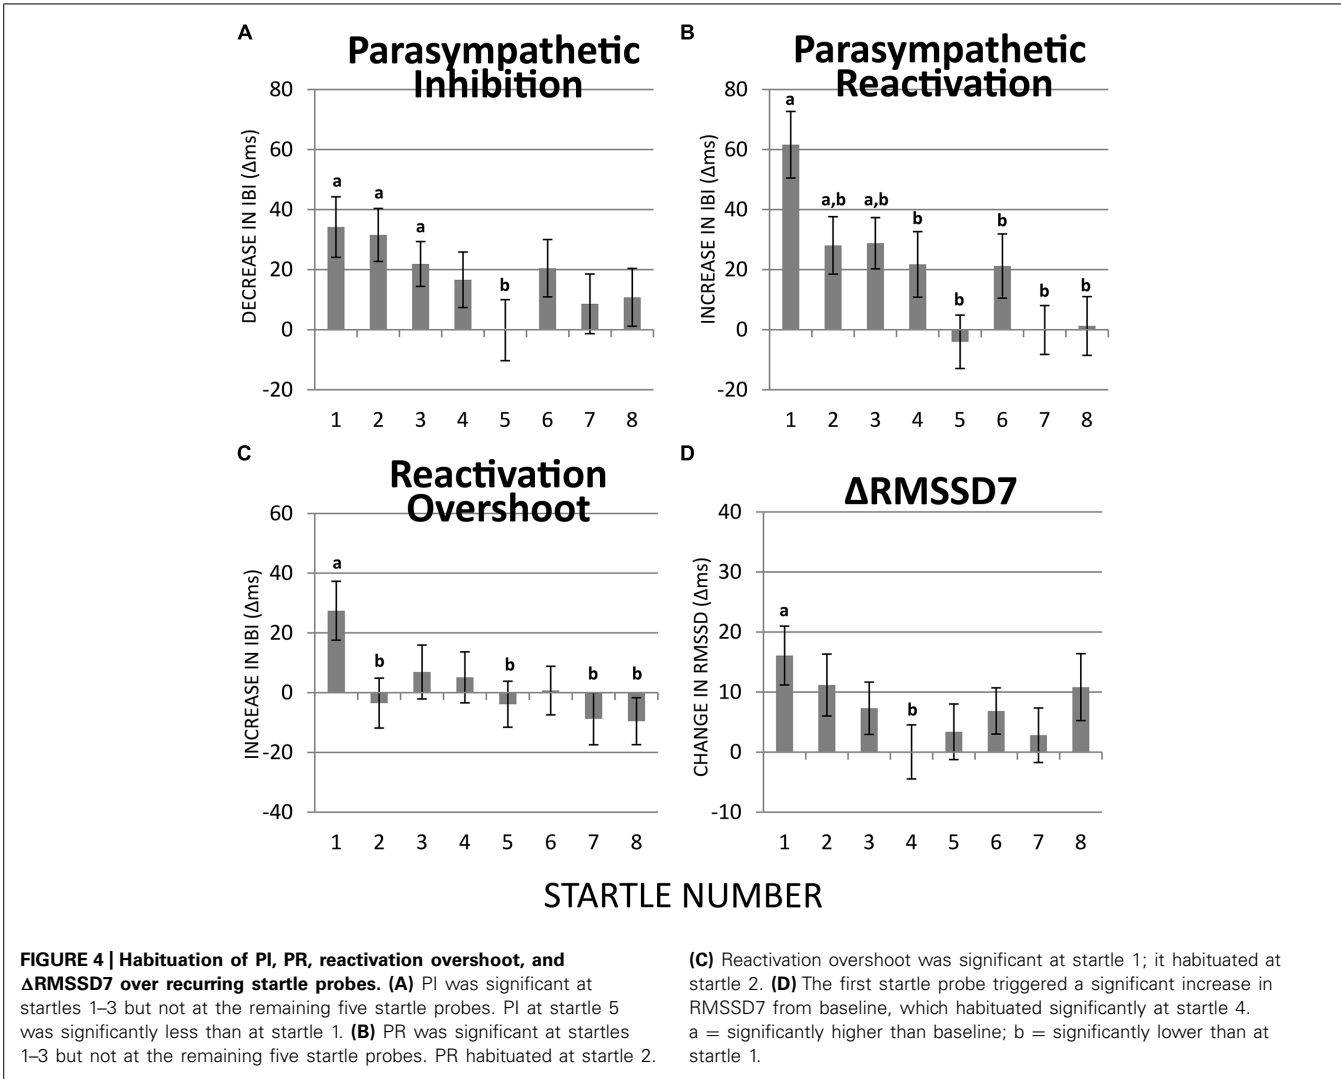 A
Parasympathetic
Inhibition
DECREASE IN IBI (Δms)
80
60
40
20
0
-20
a
a
a
b
1 2 3 4 5 6 7 8
B
Parasympathetic
Reactivation
INCREASE IN IBI (Δms)
80
60
40
20
0
-20
a
a,b
a,b
b
b
b
b
b
1 2 3 4 5 6 7 8
C
Reactivation
Overshoot
INCREASE IN IBI (Δms)
60
40
20
0
-20
-40
a
b
b
b
b
1 2 3 4 5 6 7 8
D
ΔRMSSD7
CHANGE IN RMSSD (Δms)
40
30
20
10
0
-10
a
b
1 2 3 4 5 6 7 8
STARTLE NUMBER
FIGURE 4 | Habituation of PI, PR, reactivation overshoot, and
ΔRMSSD7 over recurring startle probes. (A) PI was significant at
startles 1–3 but not at the remaining five startle probes. PI at startle 5
was significantly less than at startle 1. (B) PR was significant at startles
1–3 but not at the remaining five startle probes. PR habituated at startle 2.
(C) Reactivation overshoot was significant at startle 1; it habituated at
startle 2. (D) The first startle probe triggered a significant increase in
RMSSD7 from baseline, which habituated significantly at startle 4.
a = significantly higher than baseline; b = significantly lower than at
startle 1.